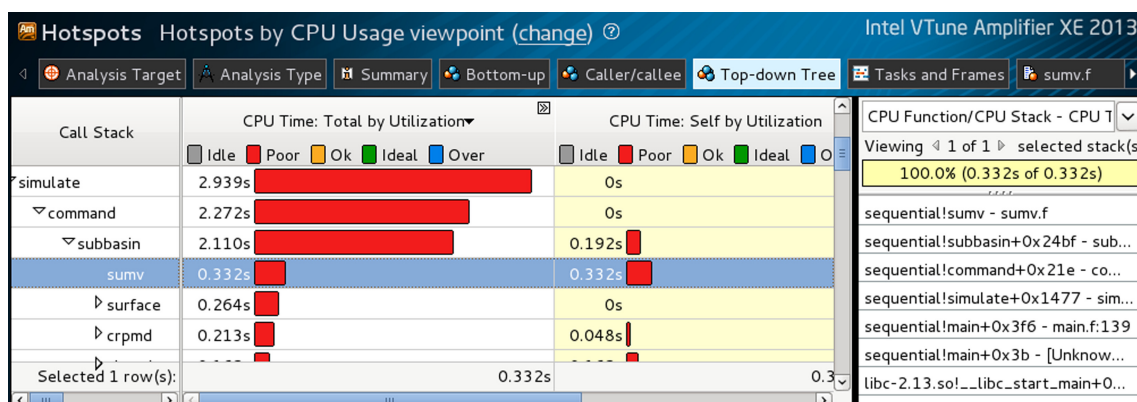 Am Hotspots Hotspots by CPU Usage viewpoint (change) ? Intel VTune Amplifier XE 2013
Analysis Target Analysis Type Summary Bottom-up Caller/callee Top-down Tree Tasks and Frames sumv.f
Call Stack
CPU Time: Total by Utilization
Idle Poor Ok Ideal Over
CPU Time: Self by Utilization
Idle Poor Ok Ideal O
simulate 2.939s 0s
command 2.272s 0s
subbasin 2.110s 0.192s
sumv 0.332s 0.332s
surface 0.264s 0s
crpmd 0.213s 0.048s
Selected 1 row(s): 0.332s 0.3
CPU Function/CPU Stack - CPU T
Viewing 1 of 1 selected stack(s
100.0% (0.332s of 0.332s)
sequential!sumv - sumv.f
sequential!subbasin+0x24bf - sub...
sequential!command+0x21e - co...
sequential!simulate+0x1477 - sim...
sequential!main+0x3f6 - main.f:139
sequential!main+0x3b - [Unknow...
libc-2.13.so!__libc_start_main+0...